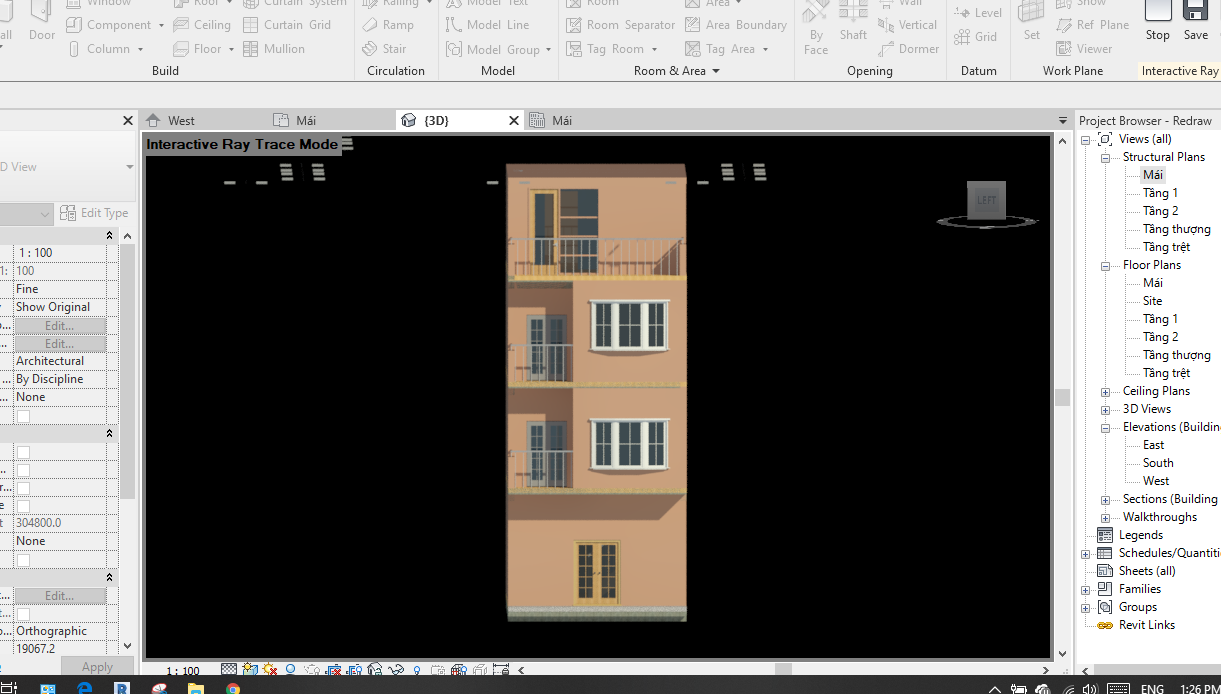 Window
Roof
Curtain System
Railing
Model Text
Room
Area
Wall
Show
all
Door
Component
Ceiling
Curtain Grid
Ramp
Model Line
Room Separator
Area Boundary
By
Face
Shaft
Vertical
Level
Set
Ref Plane
Stop
Save
Column
Floor
Mullion
Stair
Model Group
Tag Room
Tag Area
Dormer
Grid
Viewer
Build
Circulation
Model
Room & Area
Opening
Datum
Work Plane
Interactive Ray
West
Mái
{3D}
Mái
Project Browser - Redraw
Interactive Ray Trace Mode
D View
Edit Type
1 : 100
1: 100
Fine
Show Original
Edit...
Edit...
Architectural
By Discipline
None
304800.0
None
Edit...
Orthographic
19067.2
Apply
LEFT
Views (all)
Structural Plans
Mái
Tầng 1
Tầng 2
Tầng thượng
Tầng trệt
Floor Plans
Mái
Site
Tầng 1
Tầng 2
Tầng thượng
Tầng trệt
Ceiling Plans
3D Views
Elevations (Buildin
East
South
West
Sections (Building
Walkthroughs
Legends
Schedules/Quantiti
Sheets (all)
Families
Groups
Revit Links
1 : 100
ENG
1:26 PM